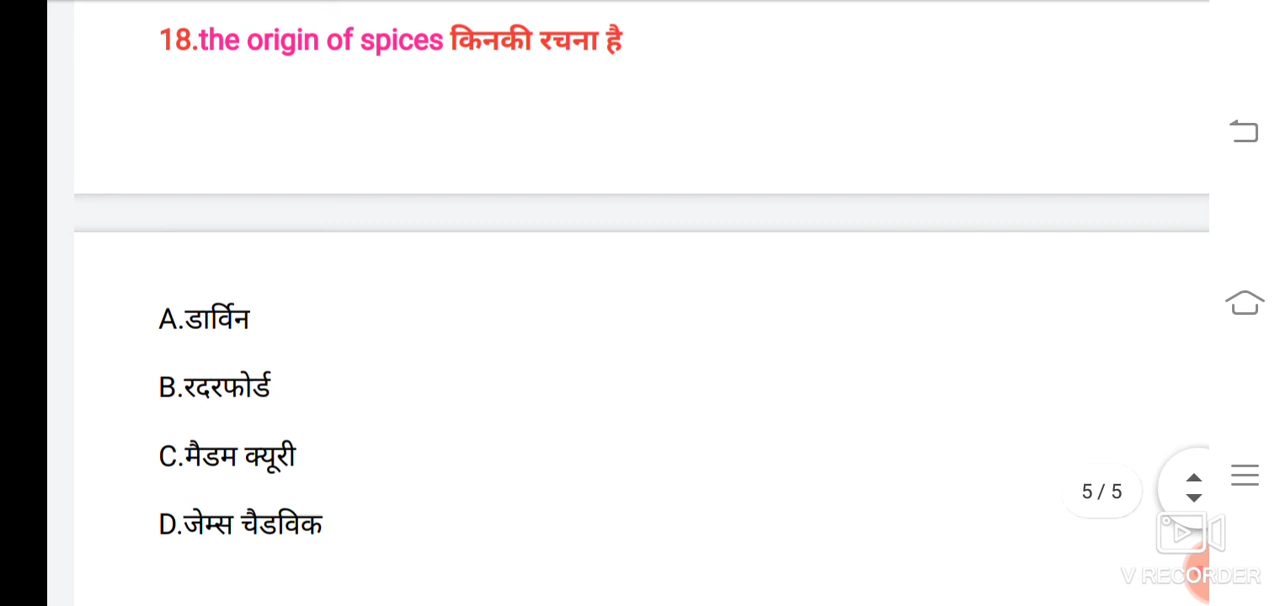 18.the origin of spices किनकी रचना है
A.डार्विन
B.रदरफोर्ड
C.मैडम क्यूरी
D.जेम्स चैडविक
5 / 5
V RECORDER